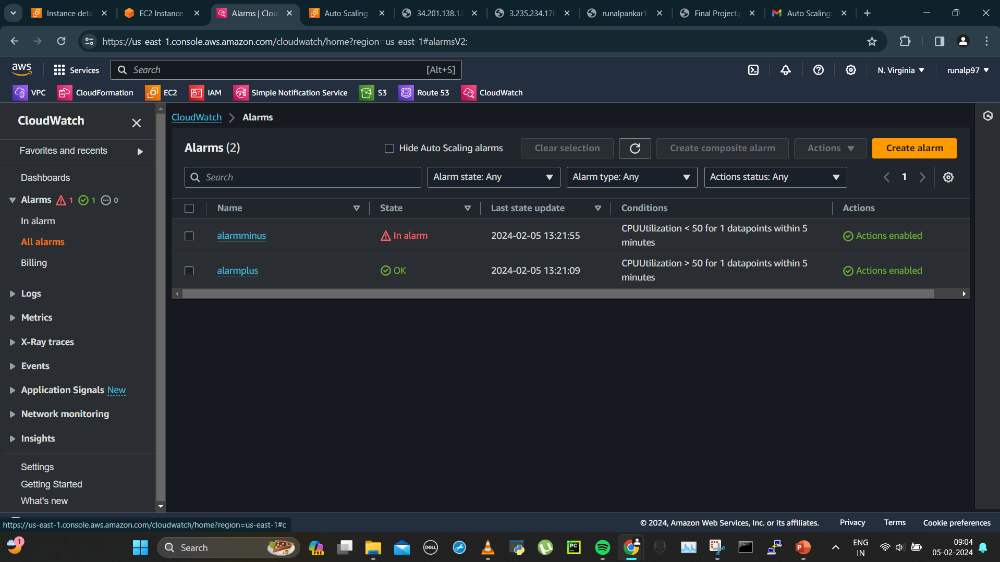 Instance deta
EC2 Instance
Alarms | Clou
Auto Scaling
34.201.138.13
3.235.234.176
runalpankar1
Final Project.p
Auto Scaling:
https://us-east-1.console.aws.amazon.com/cloudwatch/home?region=us-east-1#alarmsV2:
aws
Services
Search
[Alt+S]
N. Virginia
runalp97
VPC
CloudFormation
EC2
IAM
Simple Notification Service
S3
Route 53
CloudWatch
CloudWatch
Favorites and recents
Dashboards
Alarms 1 1 0
In alarm
All alarms
Billing
Logs
Metrics
X-Ray traces
Events
Application Signals New
Network monitoring
Insights
Settings
Getting Started
What's new
CloudWatch
Alarms
Alarms (2)
Hide Auto Scaling alarms
Clear selection
Create composite alarm
Actions
Create alarm
Search
Alarm state: Any
Alarm type: Any
Actions status: Any
1
Name
State
Last state update
Conditions
Actions
alarmminus
In alarm
2024-02-05 13:21:55
CPUUtilization < 50 for 1 datapoints within 5
minutes
Actions enabled
alarmplus
OK
2024-02-05 13:21:09
CPUUtilization > 50 for 1 datapoints within 5
minutes
Actions enabled
https://us-east-1.console.aws.amazon.com/cloudwatch/home?region=us-east-1#c
© 2024, Amazon Web Services, Inc. or its affiliates.
Privacy
Terms
Cookie preferences
1
Search
PRE
DELL
PC
ENG
IN
09:04
05-02-2024